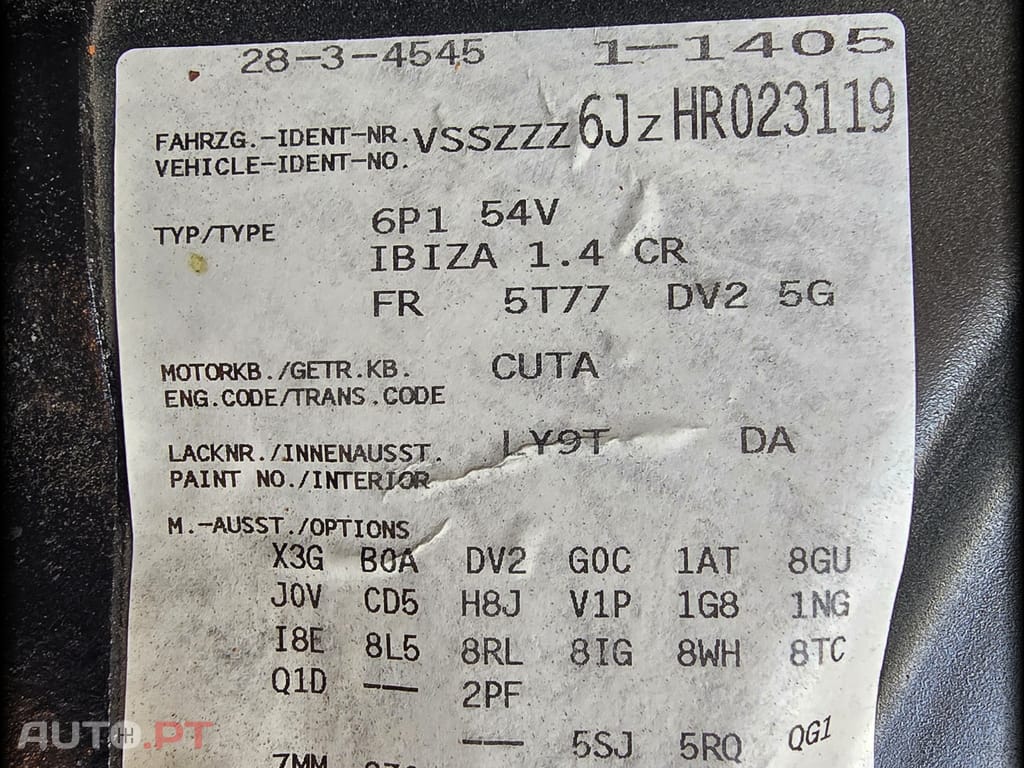 28-3-4545 1-1405
FAHRZG.-IDENT-NR. VSSZZZ6JZHR023119
VEHICLE-IDENT-NO.
TYP/TYPE 6P1 54V
IBIZA 1.4 CR
FR 5T77 DV2 5G
MOTORKB./GETR.KB. CUTA
ENG.CODE/TRANS.CODE
LACKNR./INNENAUSST. LY9T DA
PAINT NO./INTERIOR
M.-AUSST./OPTIONS
X3G B0A DV2 G0C 1AT 8GU
J0V CD5 H8J V1P 1G8 1NG
I8E 8L5 8RL 8IG 8WH 8TC
Q1D --- 2PF
--- 5SJ 5RQ QG1
7MM
AUTO.PT